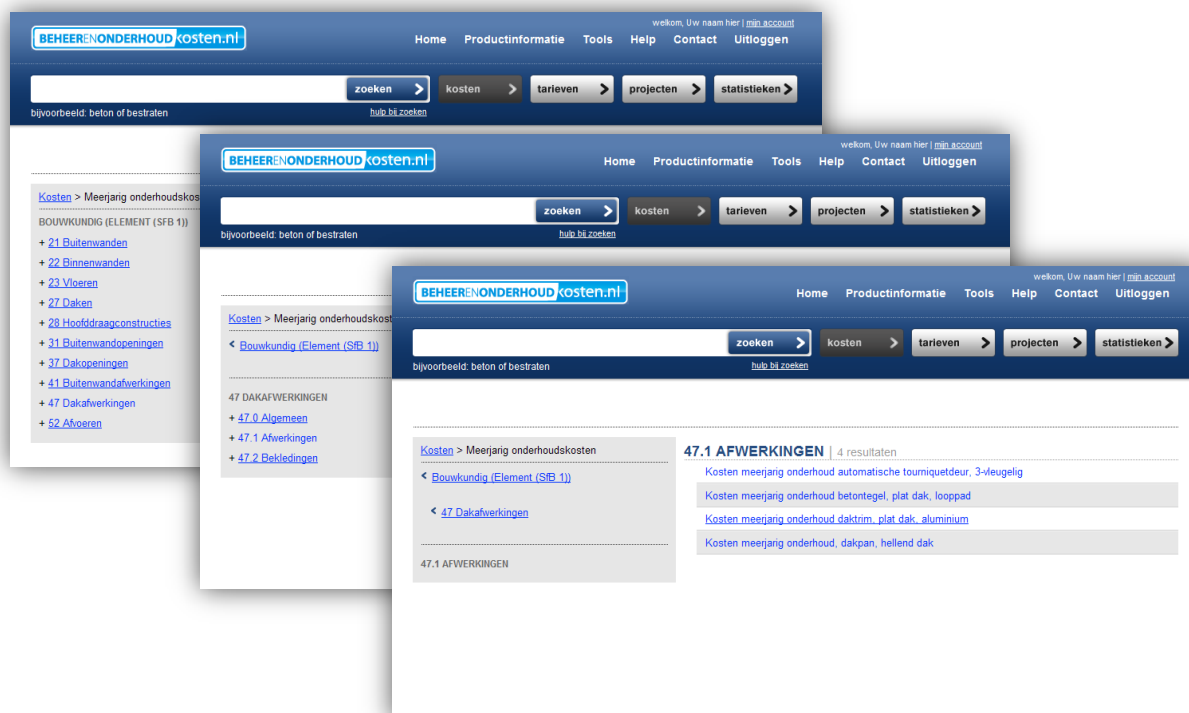 welkom, Uw naam hier | mijn account
BEHEERENONDERHOUDkosten.nl
Home Productinformatie Tools Help Contact Uitloggen
zoeken kosten tarieven projecten statistieken
bijvoorbeeld: beton of bestraten hulp bij zoeken
Kosten > Meerjarig onderhoudskos
BOUWKUNDIG (ELEMENT (SFB 1))
+ 21 Buitenwanden
+ 22 Binnenwanden
+ 23 Vloeren
+ 27 Daken
+ 28 Hoofddraagconstructies
+ 31 Buitenwandopeningen
+ 37 Dakopeningen
+ 41 Buitenwandafwerkingen
+ 47 Dakafwerkingen
+ 52 Afvoeren
welkom, Uw naam hier | mijn account
BEHEERENONDERHOUDkosten.nl
Home Productinformatie Tools Help Contact Uitloggen
zoeken kosten tarieven projecten statistieken
bijvoorbeeld: beton of bestraten hulp bij zoeken
Kosten > Meerjarig onderhoudskost
< Bouwkundig (Element (SfB 1))
47 DAKAFWERKINGEN
+ 47.0 Algemeen
+ 47.1 Afwerkingen
+ 47.2 Bekledingen
welkom, Uw naam hier | mijn account
BEHEERENONDERHOUDkosten.nl
Home Productinformatie Tools Help Contact Uitloggen
zoeken kosten tarieven projecten statistieken
bijvoorbeeld: beton of bestraten hulp bij zoeken
Kosten > Meerjarig onderhoudskosten
< Bouwkundig (Element (SfB 1))
< 47 Dakafwerkingen
47.1 AFWERKINGEN
47.1 AFWERKINGEN | 4 resultaten
Kosten meerjarig onderhoud automatische tourniquetdeur, 3-vleugelig
Kosten meerjarig onderhoud betontegel, plat dak, looppad
Kosten meerjarig onderhoud daktrim, plat dak, aluminium
Kosten meerjarig onderhoud, dakpan, hellend dak